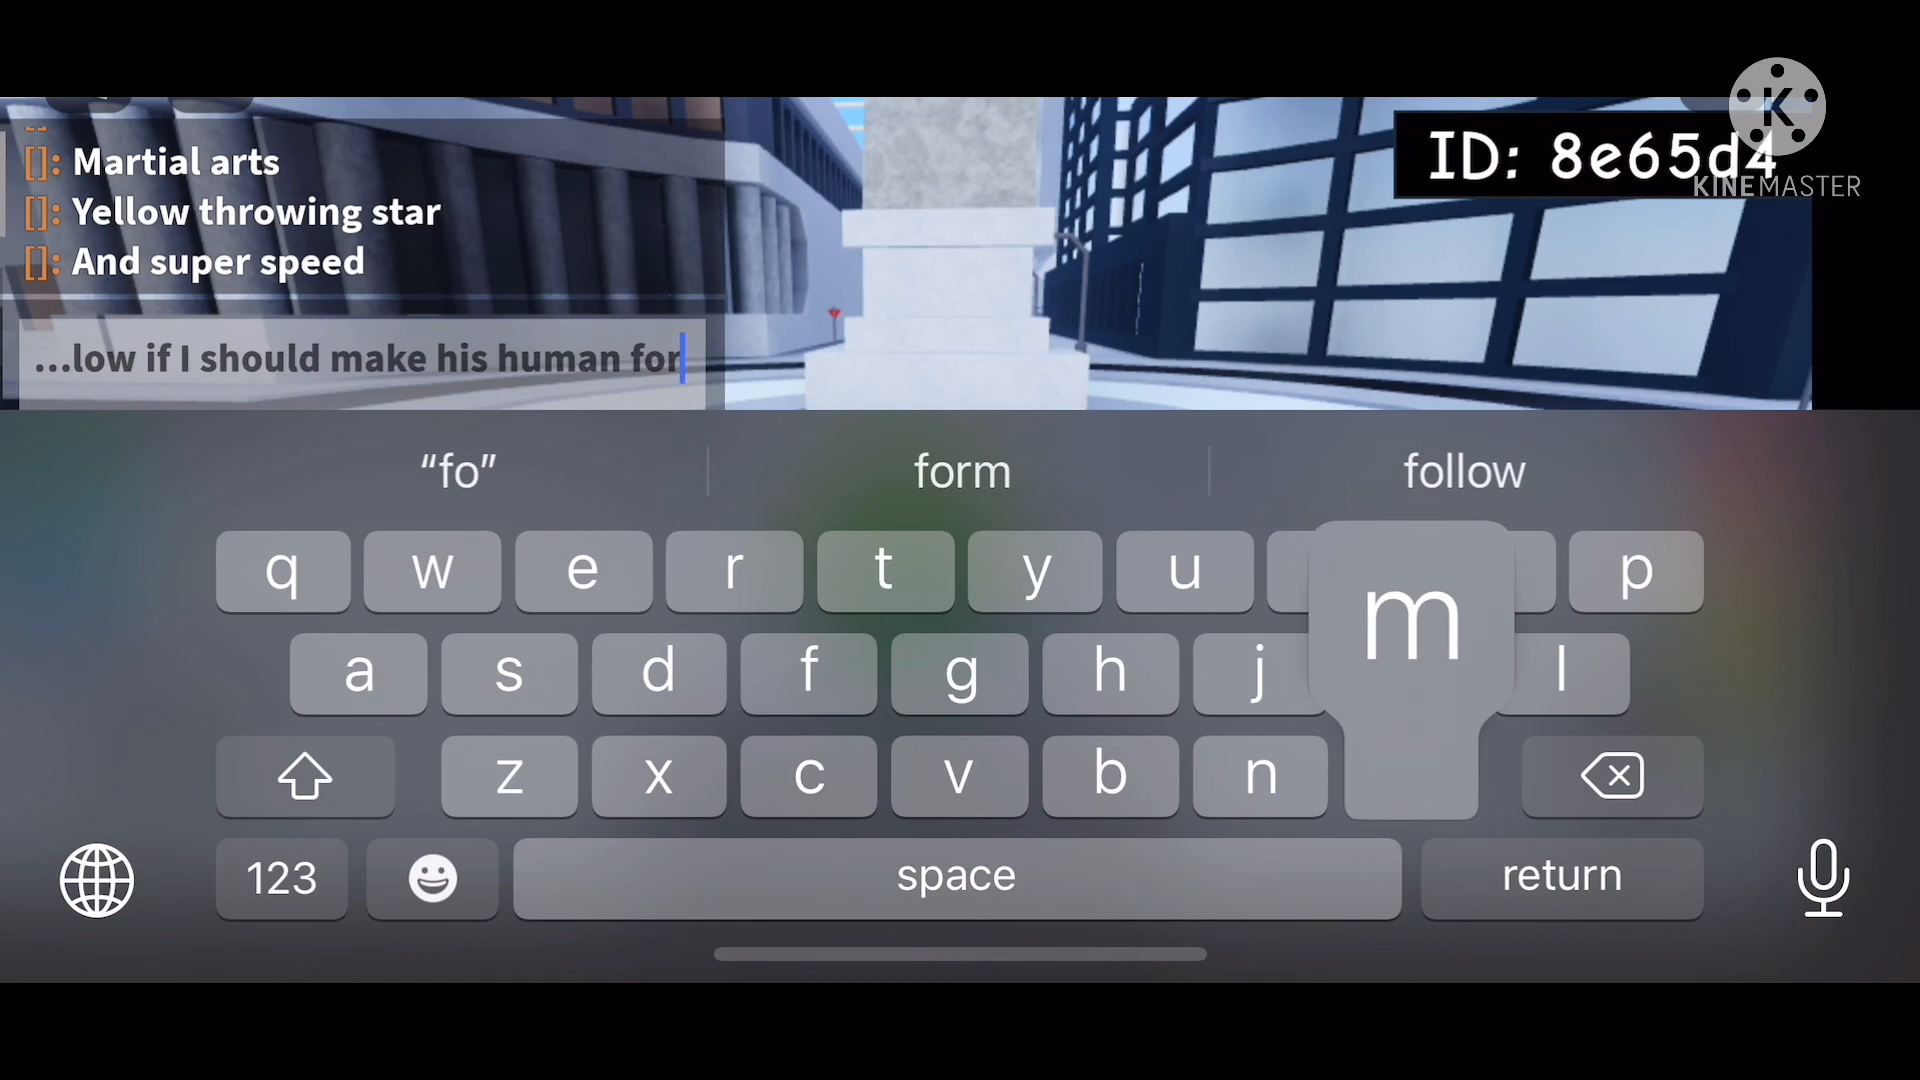 []: Martial arts
[]: Yellow throwing star
[]: And super speed
...low if I should make his human for
ID: 8e65d4
K
KINEMASTER
“fo”
form
follow
q w e r t y u p
m
a s d f g h j l
z x c v b n
123
space
return